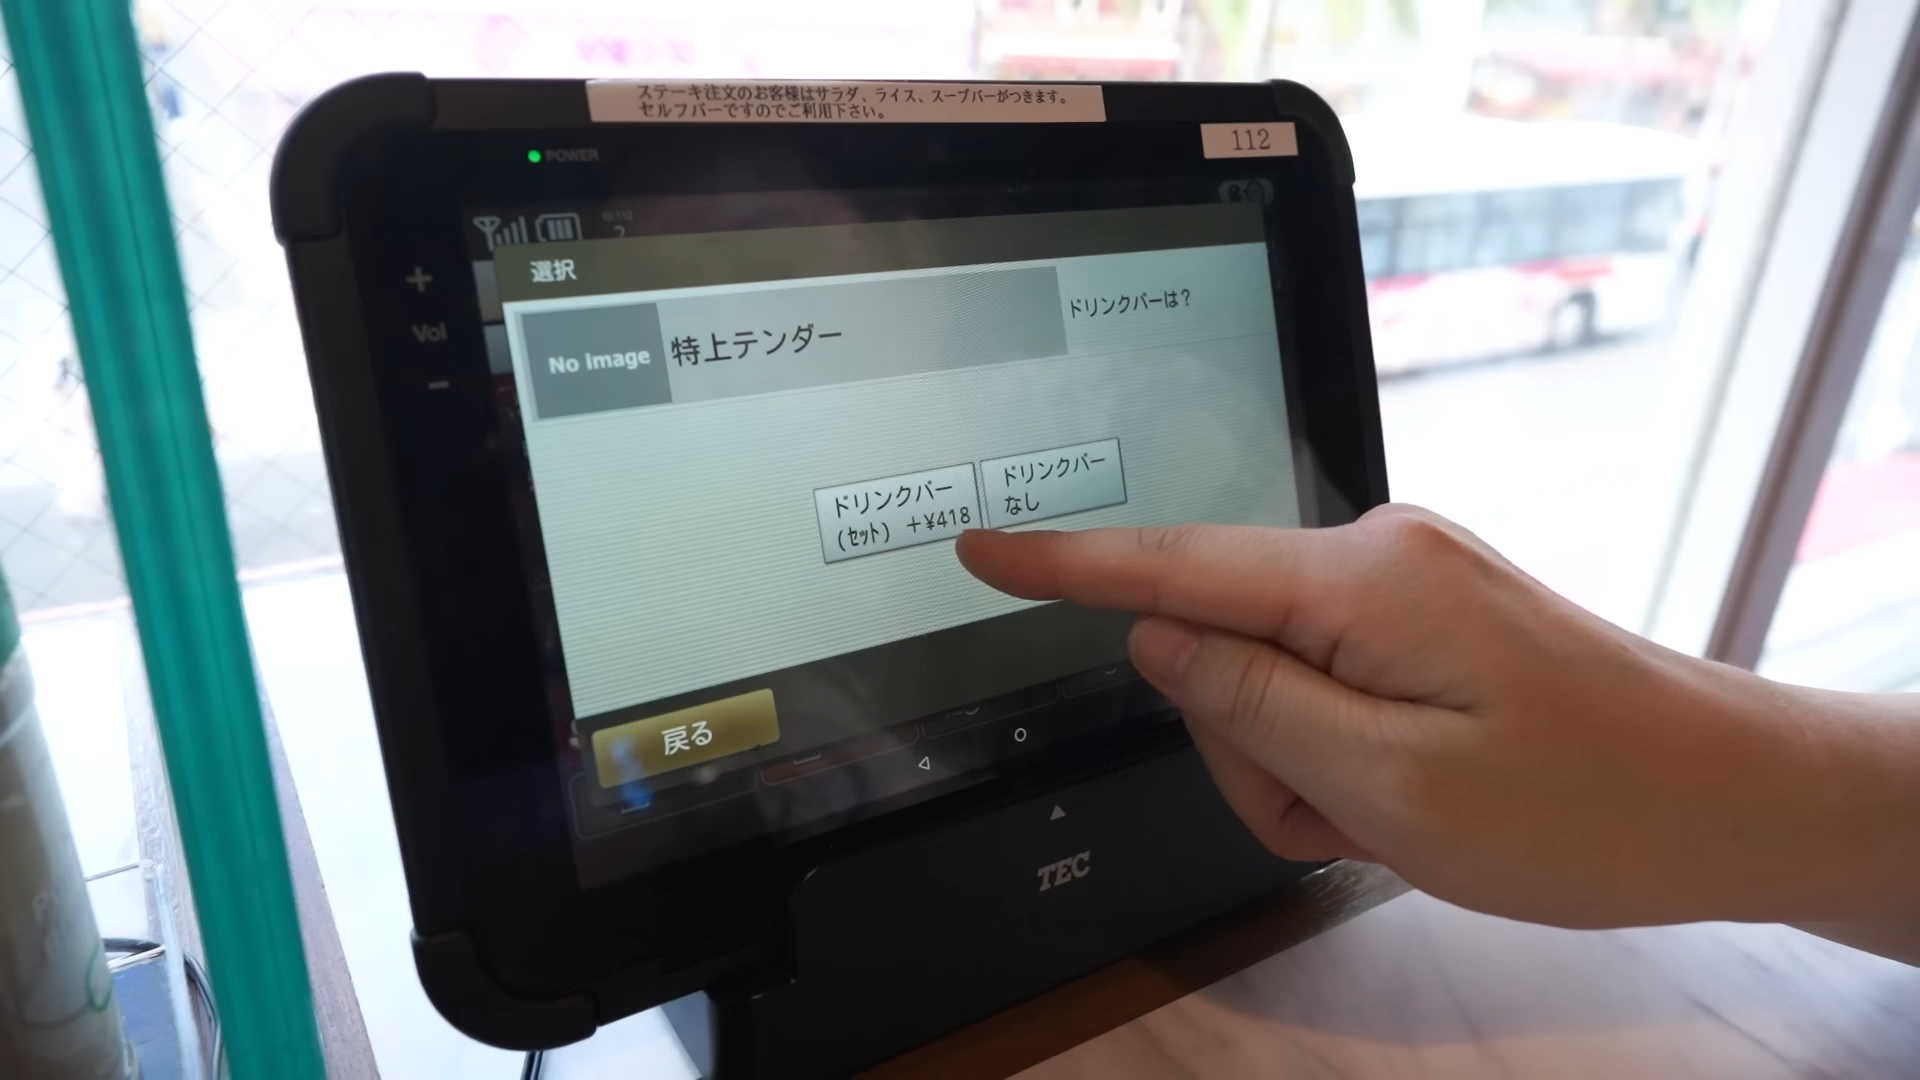 ステーキ注文のお客様はサラダ、ライス、スープバーがつきます。
セルフバーですのでご利用下さい。
112
POWER
ID:112
2
+
Vol
-
選択
No Image
特上テンダー
ドリンクバーは?
ドリンクバー
(セット) +¥418
ドリンクバー
なし
戻る
TEC